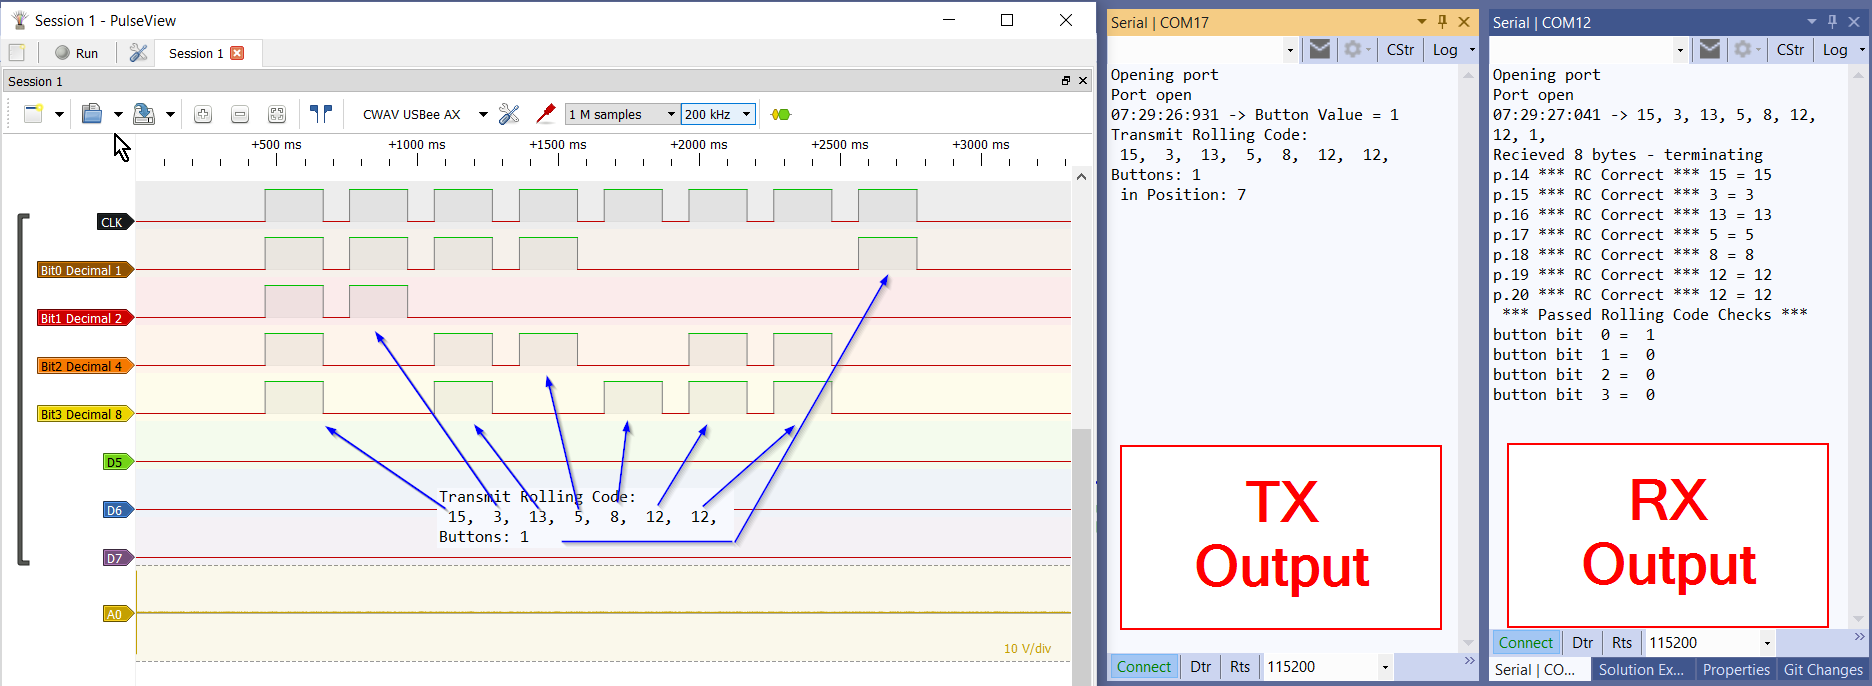 Session 1 - PulseView
Run
Session 1
Session 1
CWAV USBee AX
1 M samples
200 kHz
+500 ms +1000 ms +1500 ms +2000 ms +2500 ms +3000 ms
CLK
Bit0 Decimal 1
Bit1 Decimal 2
Bit2 Decimal 4
Bit3 Decimal 8
D5
D6
D7
A0
Transmit Rolling Code:
15, 3, 13, 5, 8, 12, 12,
Buttons: 1
10 V/div
Serial | COM17
CStr Log
Opening port
Port open
07:29:26:931 -> Button Value = 1
Transmit Rolling Code:
15, 3, 13, 5, 8, 12, 12,
Buttons: 1
in Position: 7
TX
Output
Connect Dtr Rts 115200
Serial | COM12
CStr Log
Opening port
Port open
07:29:27:041 -> 15, 3, 13, 5, 8, 12,
12, 1,
Recieved 8 bytes - terminating
p.14 *** RC Correct *** 15 = 15
p.15 *** RC Correct *** 3 = 3
p.16 *** RC Correct *** 13 = 13
p.17 *** RC Correct *** 5 = 5
p.18 *** RC Correct *** 8 = 8
p.19 *** RC Correct *** 12 = 12
p.20 *** RC Correct *** 12 = 12
*** Passed Rolling Code Checks ***
button bit 0 = 1
button bit 1 = 0
button bit 2 = 0
button bit 3 = 0
RX
Output
Connect Dtr Rts 115200
Serial | CO... Solution Ex... Properties Git Changes